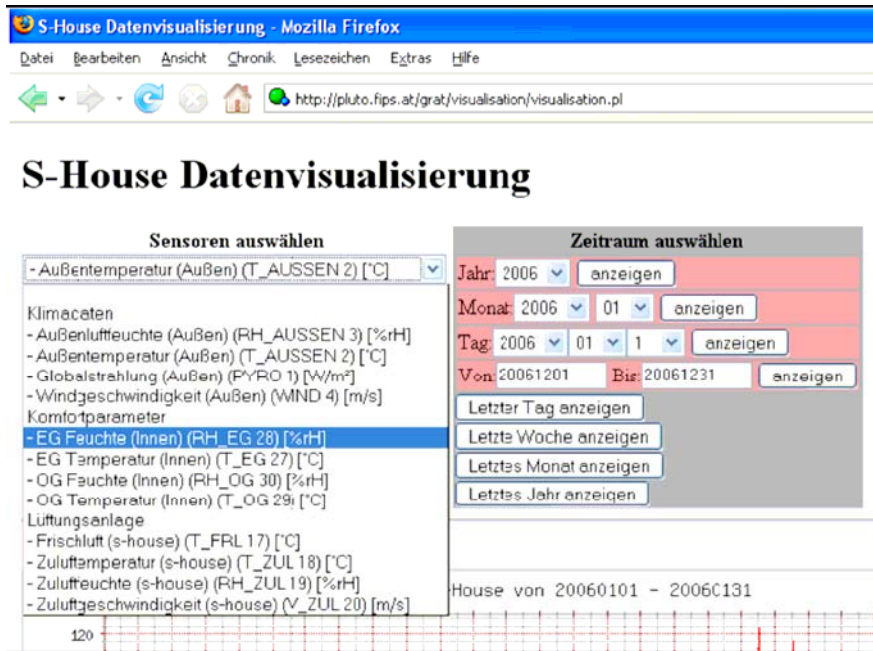 S-House Datenvisualisierung - Mozilla Firefox
Datei Bearbeiten Ansicht Chronik Lesezeichen Extras Hilfe
http://pluto.fips.at/grat/visualisation/visualisation.pl
S-House Datenvisualisierung
Sensoren auswählen
- Außentemperatur (Außen) (T_AUSSEN 2) [°C]
Klimacaten
- Außenluftfeuchte (Außen) (RH_AUSSEN 3) [%rH]
- Außentemperatur (Außen) (T_AUSSEN 2) [°C]
- Globalstrahlung (Außen) (PYRO 1) [W/m²]
- Windgeschwindigkeit (Außen) (WIND 4) [m/s]
Komfortparameter
- EG Feuchte (Innen) (RH_EG 28) [%rH]
- EG Temperatur (Innen) (T_EG 27) [°C]
- OG Feuchte (Innen) (RH_OG 30) [%rH]
- OG Temperatur (Innen) (T_OG 29) [°C]
Lüftungsanlage
- Frischluft (s-house) (T_FRL 17) [°C]
- Zulufttemperatur (s-house) (T_ZUL 18) [°C]
- Zuluftfeuchte (s-house) (RH_ZUL 19) [%rH]
- Zuluftgeschwindigkeit (s-house) (V_ZUL 20) [m/s]
Zeitraum auswählen
Jahr: 2006 anzeigen
Monat: 2006 01 anzeigen
Tag: 2006 01 1 anzeigen
Von: 20061201 Bis: 20061231 anzeigen
Letzter Tag anzeigen
Letzte Woche anzeigen
Letztes Monat anzeigen
Letztes Jahr anzeigen
-House von 20060101 - 20060131
120